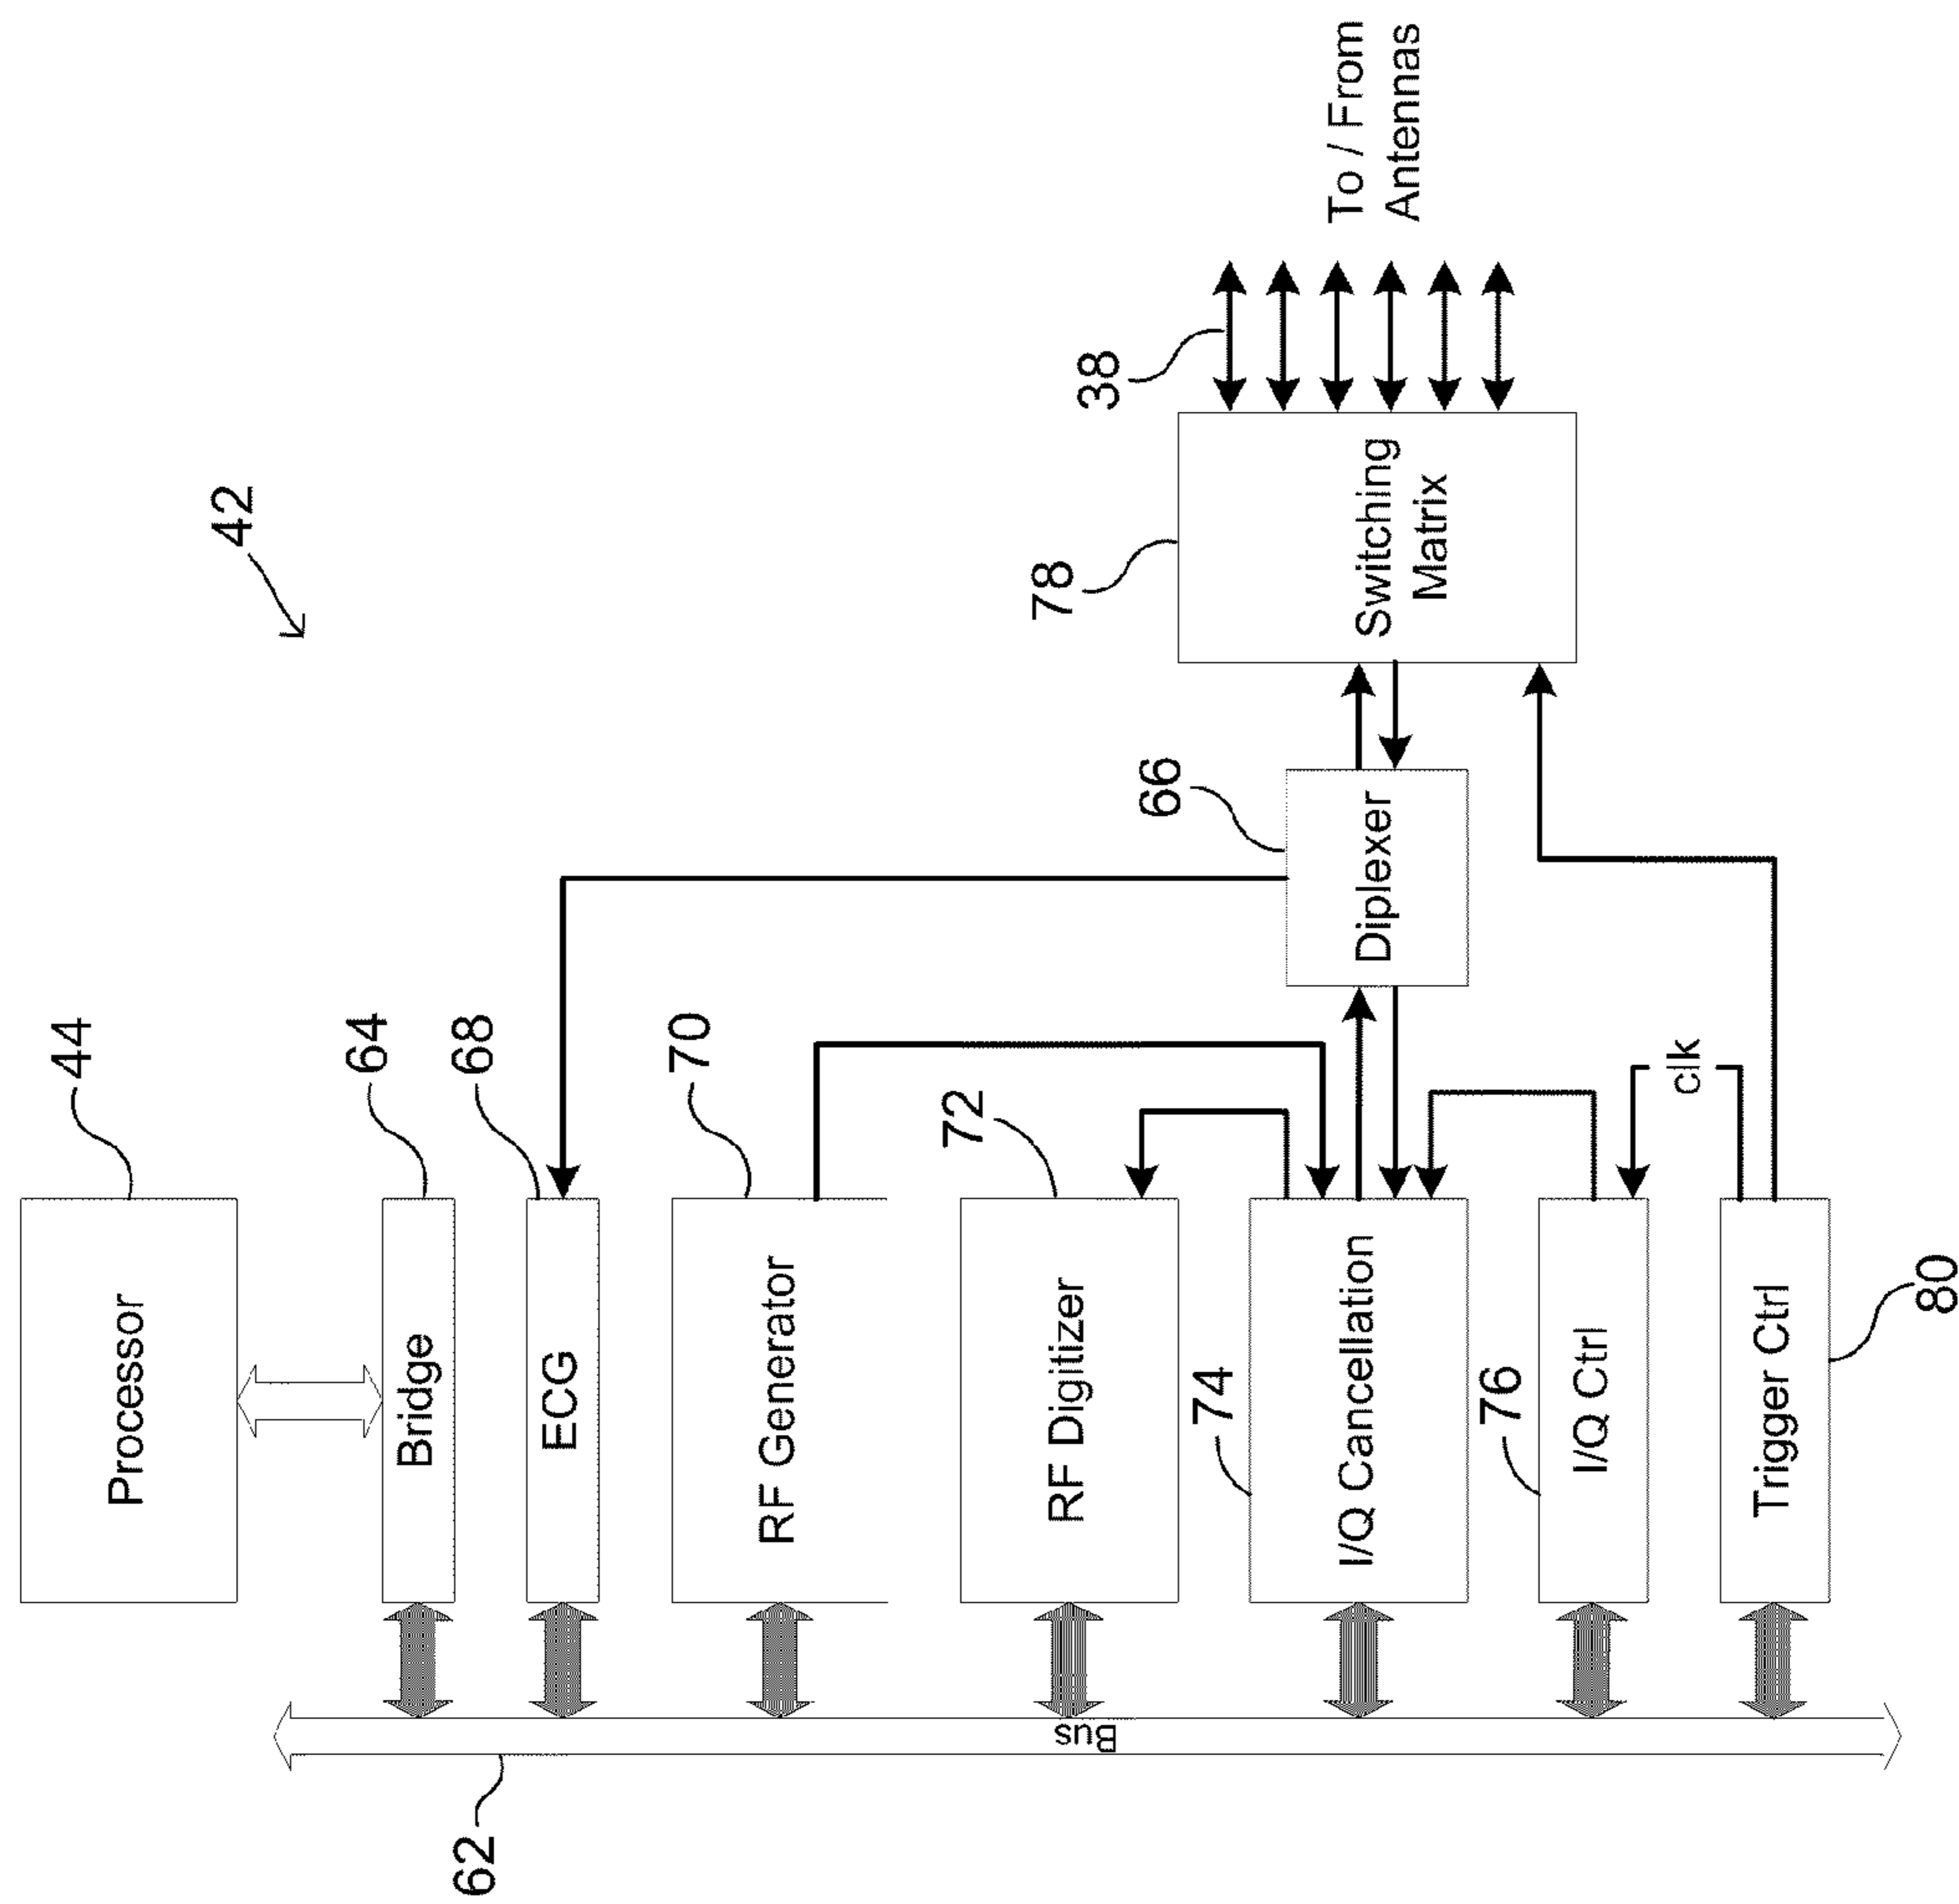 42
44
Processor
64
Bridge
68
ECG
70
RF Generator
72
RF Digitizer
74
I/Q Cancellation
76
I/Q Ctrl
80
Trigger Ctrl
62
Bus
clk
66
Diplexer
78
Switching
Matrix
38
To / From
Antennas